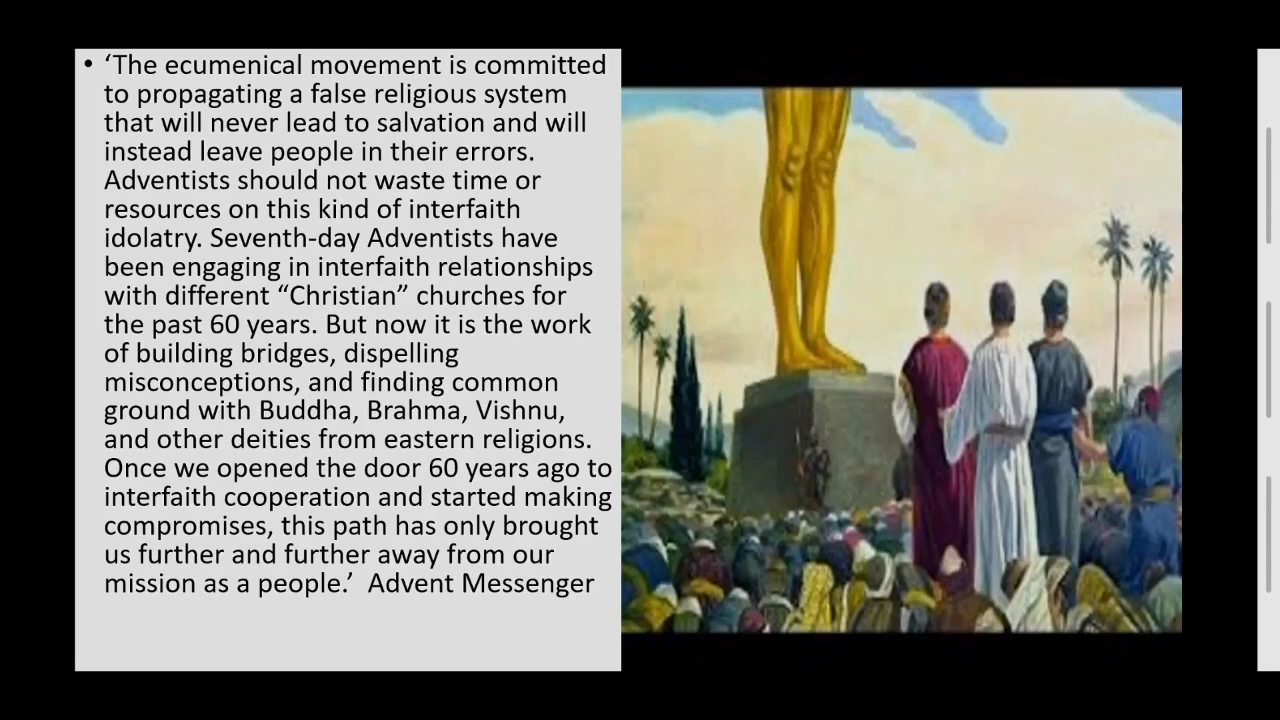 • ‘The ecumenical movement is committed
to propagating a false religious system
that will never lead to salvation and will
instead leave people in their errors.
Adventists should not waste time or
resources on this kind of interfaith
idolatry. Seventh-day Adventists have
been engaging in interfaith relationships
with different “Christian” churches for
the past 60 years. But now it is the work
of building bridges, dispelling
misconceptions, and finding common
ground with Buddha, Brahma, Vishnu,
and other deities from eastern religions.
Once we opened the door 60 years ago to
interfaith cooperation and started making
compromises, this path has only brought
us further and further away from our
mission as a people.’  Advent Messenger